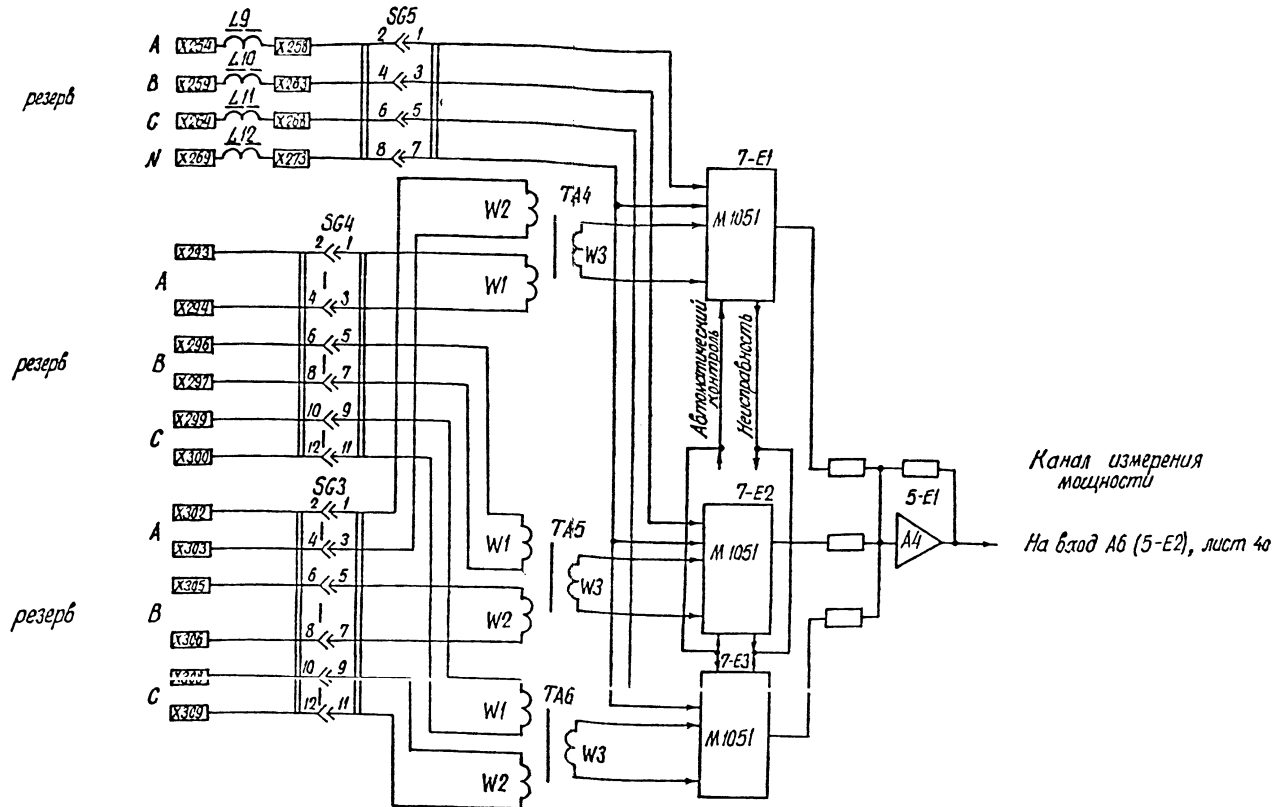 L9
SG5
A X254 X258 2 1
L10
B X259 X263 4 3
резерв
L11
C X264 X268 6 5
L12
N X269 X273 8 7
7-E1
TA4
W2
M1051
SG4
W3
X293 2 1
W1
A
X294 4 3
Автоматический контроль
Неисправность
X296 6 5
резерв
B
X297 8 7
X299 10 9
C
X300 12 11
Канал измерения
мощности
SG3
7-E2
5-E1
X302 2 1
A
TA5
W1
M1051
A4
На вход А6 (5-E2), лист 4а
X303 4 3
W3
X305 6 5
резерв
B
W2
X306 8 7
7-E3
10 9
C
TA6
X309 12 11
W1
M1051
W3
W2